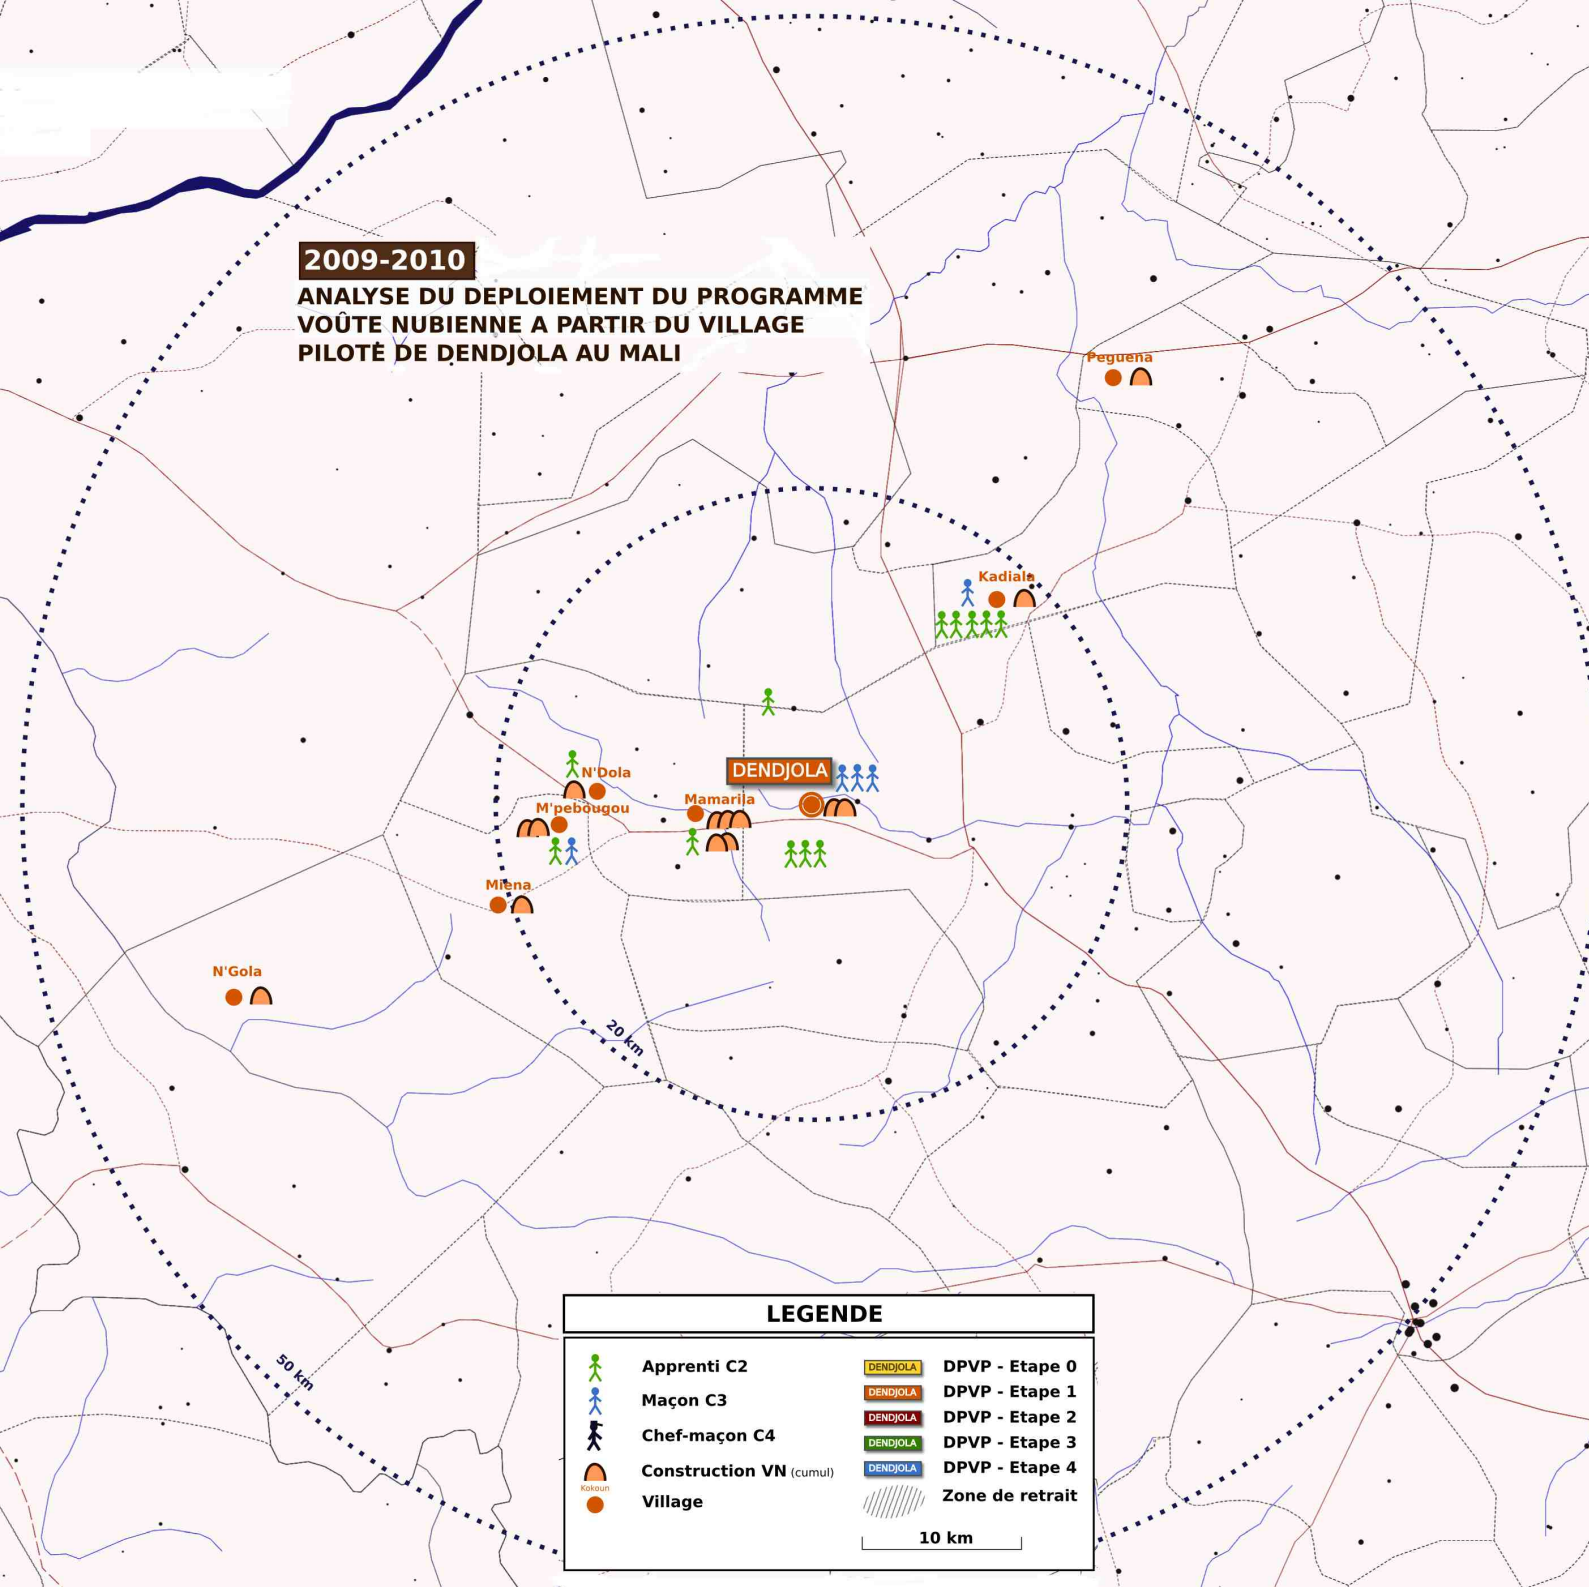 2009-2010
ANALYSE DU DEPLOIEMENT DU PROGRAMME
VOÛTE NUBIENNE A PARTIR DU VILLAGE
PILOTE DE DENDJOLA AU MALI
Peguena
Kadiala
DENDJOLA
N'Dola
Mamarila
M'pebougou
Miena
N'Gola
20 km
50 km
LEGENDE
Apprenti C2
Maçon C3
Chef-maçon C4
Construction VN (cumul)
Kokoun
Village
DENDJOLA DPVP - Etape 0
DENDJOLA DPVP - Etape 1
DENDJOLA DPVP - Etape 2
DENDJOLA DPVP - Etape 3
DENDJOLA DPVP - Etape 4
Zone de retrait
10 km